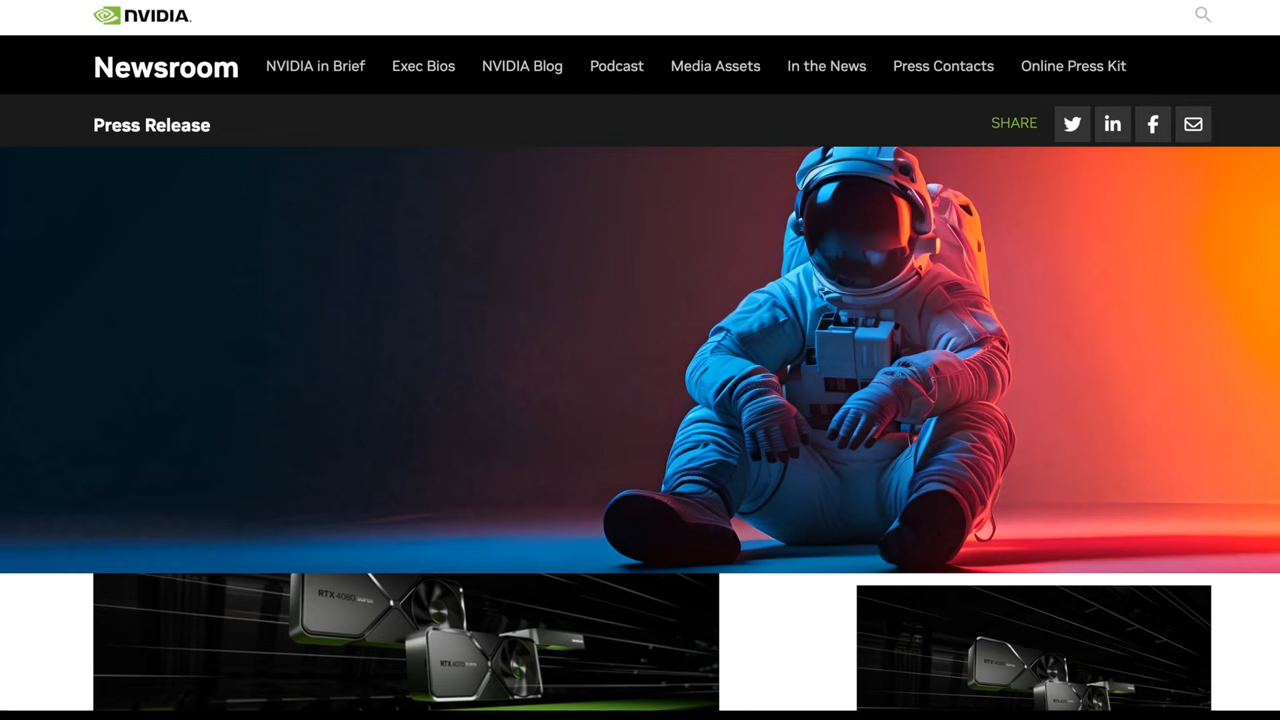 NVIDIA.
Newsroom NVIDIA in Brief Exec Bios NVIDIA Blog Podcast Media Assets In the News Press Contacts Online Press Kit
Press Release SHARE
RTX 4080 SUPER